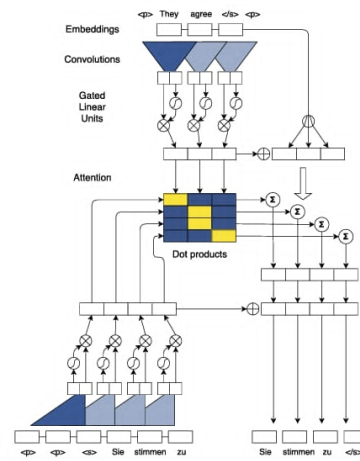 <p> They agree </s> <p>
Embeddings
Convolutions
Gated
Linear
Units
Attention
Σ
Σ
Σ
Σ
Dot products
<p> <p> <s> Sie stimmen zu
Sie stimmen zu </s>